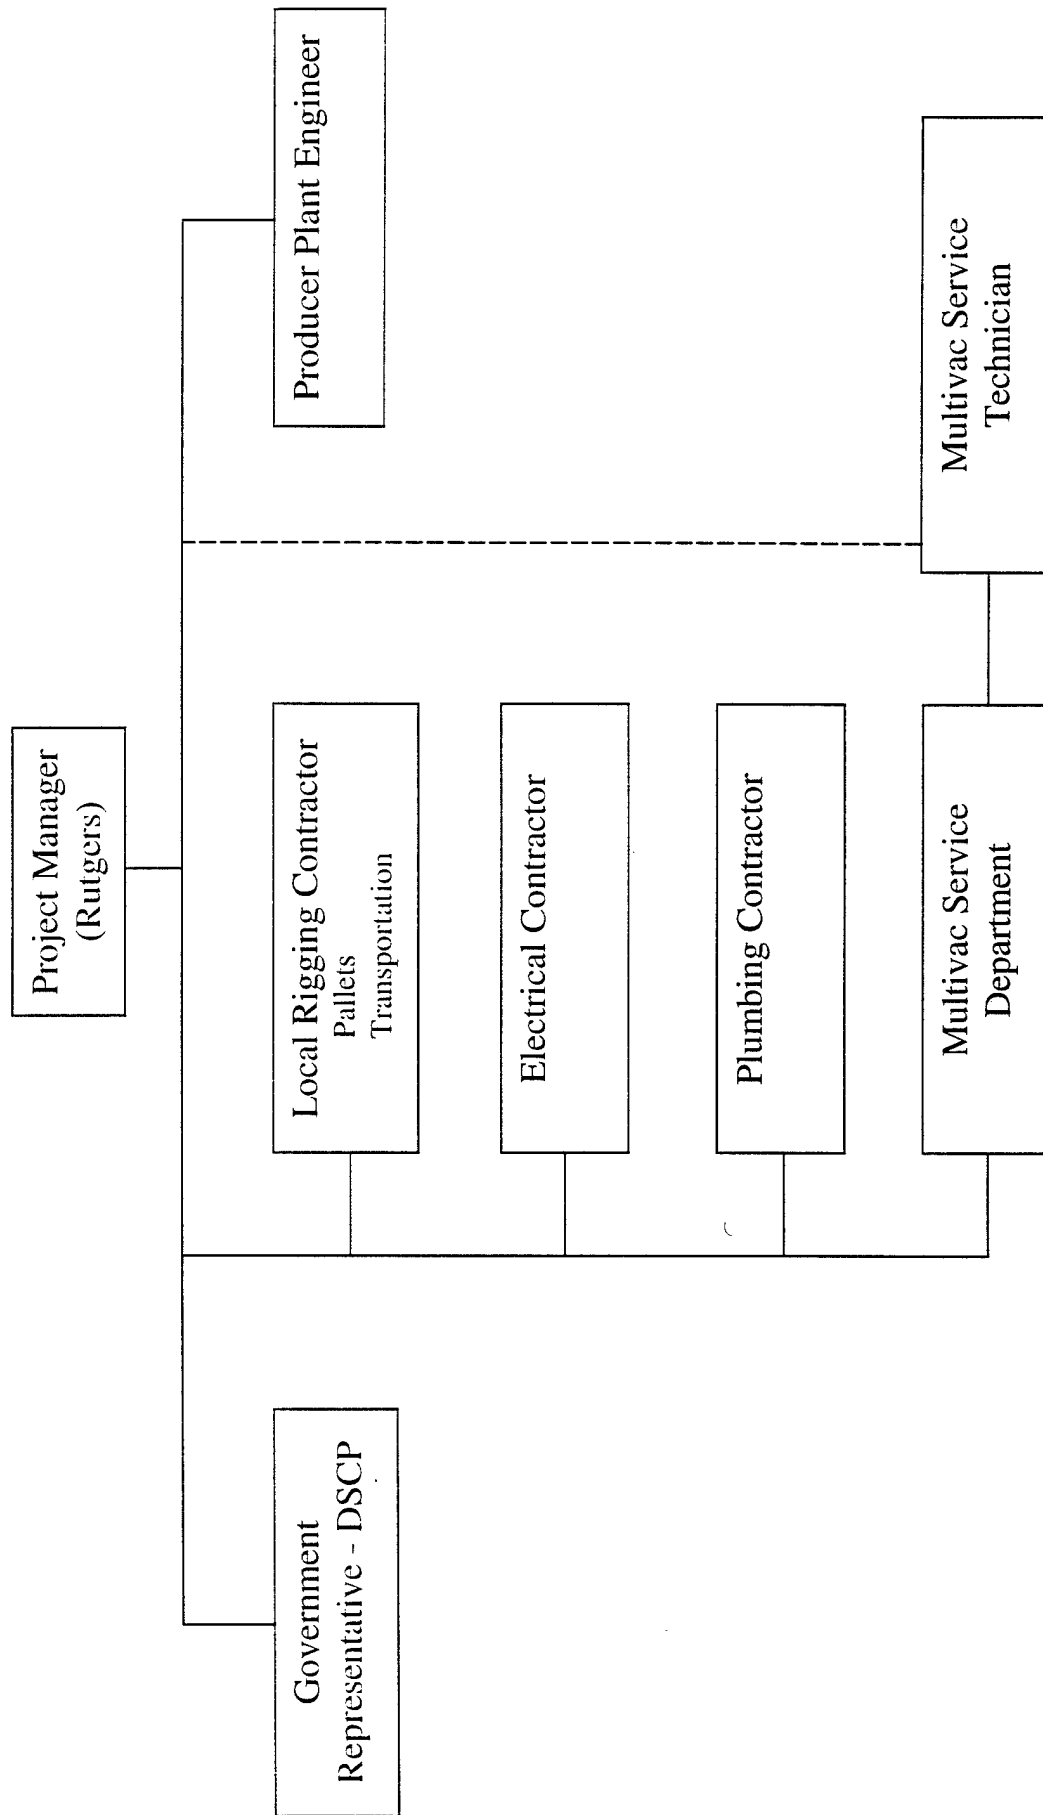 Project Manager
(Rutgers)
Government
Representative - DSCP
Local Rigging Contractor
Pallets
Transportation
Producer Plant Engineer
Electrical Contractor
Plumbing Contractor
Multivac Service
Department
Multivac Service
Technician